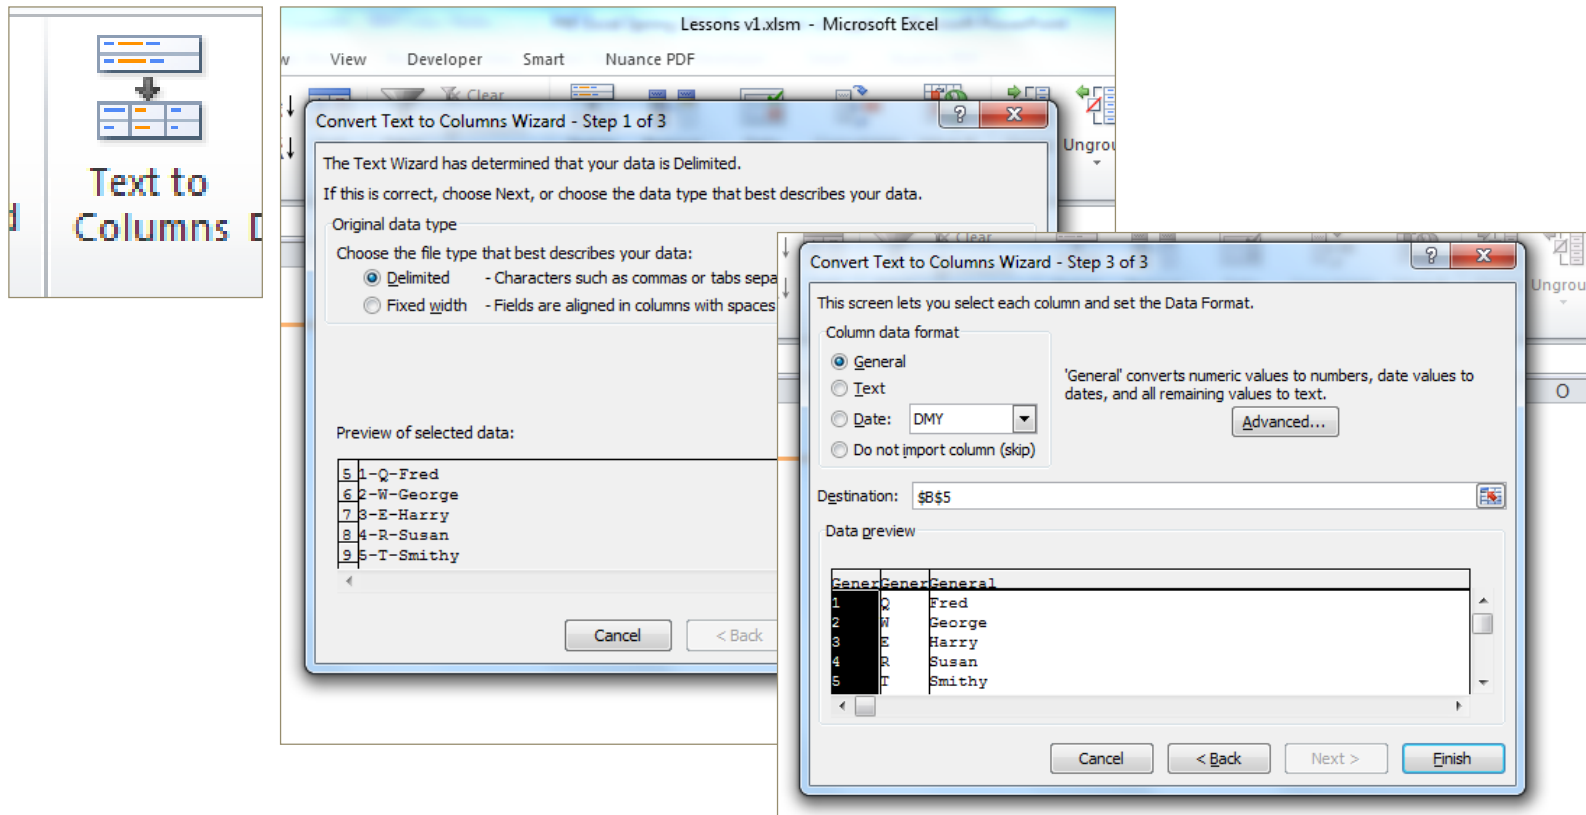 Text to
Columns
Lessons v1.xlsm - Microsoft Excel
View Developer Smart Nuance PDF
Clear
Convert Text to Columns Wizard - Step 1 of 3
Ungrou
The Text Wizard has determined that your data is Delimited.
If this is correct, choose Next, or choose the data type that best describes your data.
Original data type
Choose the file type that best describes your data:
Delimited - Characters such as commas or tabs sepa
Fixed width - Fields are aligned in columns with spaces
Preview of selected data:
5 1-Q-Fred
6 2-W-George
7 3-E-Harry
8 4-R-Susan
9 5-T-Smithy
Cancel < Back
Clear
Convert Text to Columns Wizard - Step 3 of 3
Ungrou
This screen lets you select each column and set the Data Format.
Column data format
General
Text
Date: DMY
Do not import column (skip)
'General' converts numeric values to numbers, date values to
dates, and all remaining values to text.
Advanced...
O
Destination: $B$5
Data preview
Gener Gener General
1 Q Fred
2 W George
3 E Harry
4 R Susan
5 T Smithy
Cancel < Back Next > Finish